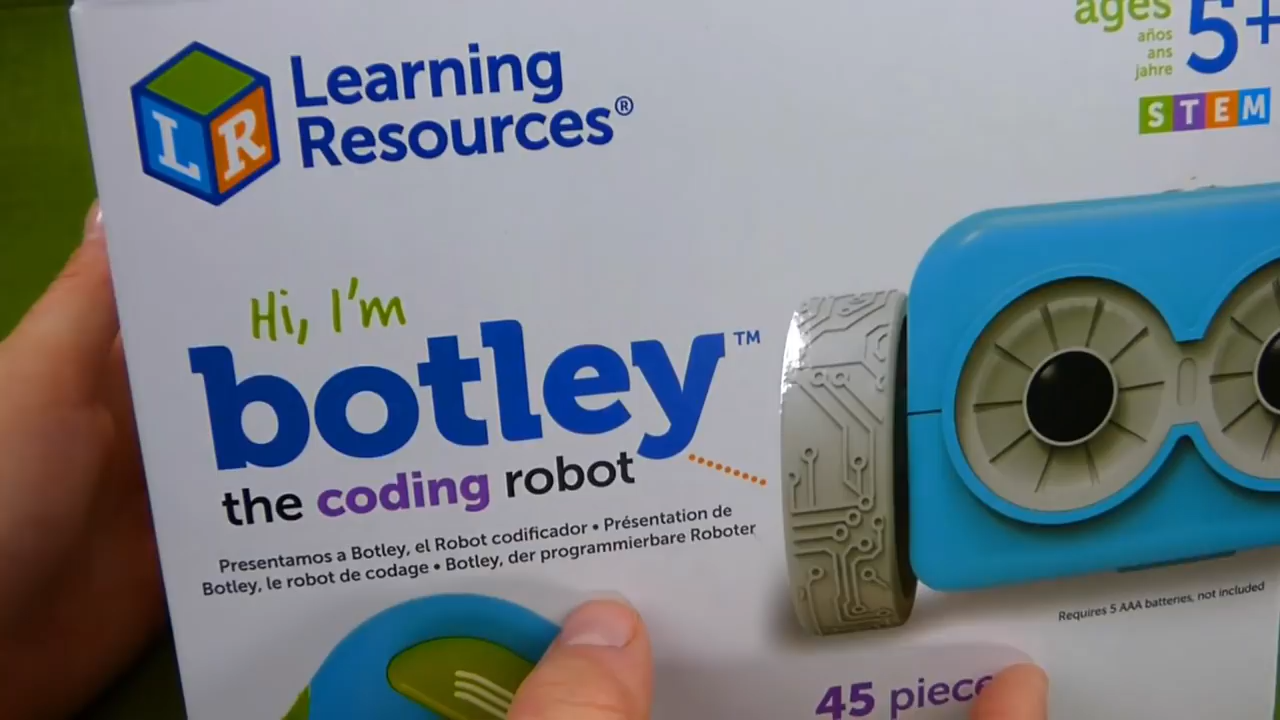 LR
Learning
Resources®
ages
años
ans
jahre
5+
STEM
Hi, I'm
botley™
the coding robot
Presentamos a Botley, el Robot codificador • Présentation de
Botley, le robot de codage • Botley, der programmierbare Roboter
Requires 5 AAA batteries, not included
45